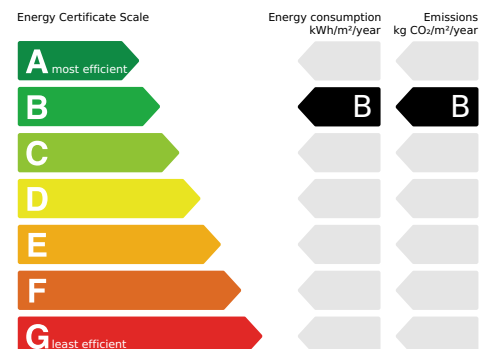 Energy Certificate Scale
Energy consumption
kWh/m²/year
Emissions
kg CO₂/m²/year
A most efficient
B B B
C
D
E
F
G least efficient